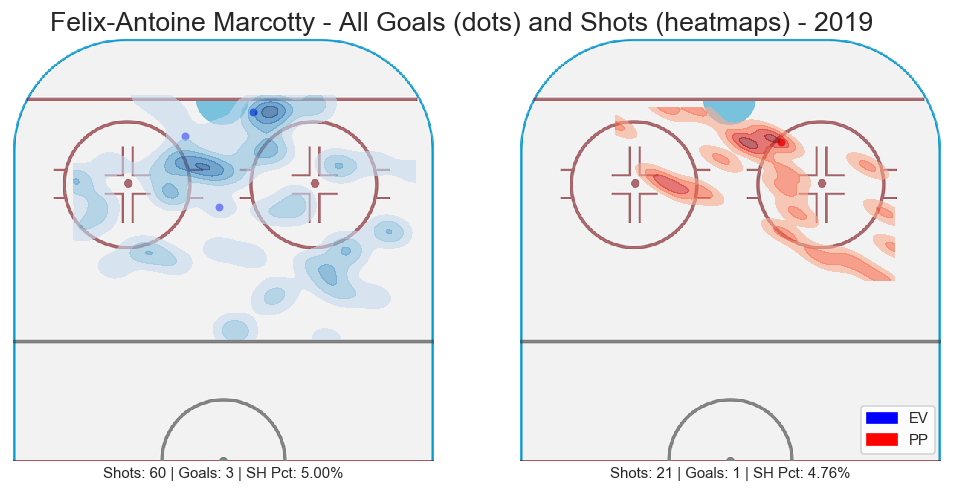 Felix-Antoine Marcotty - All Goals (dots) and Shots (heatmaps) - 2019
EV
PP
Shots: 60 | Goals: 3 | SH Pct: 5.00%
Shots: 21 | Goals: 1 | SH Pct: 4.76%